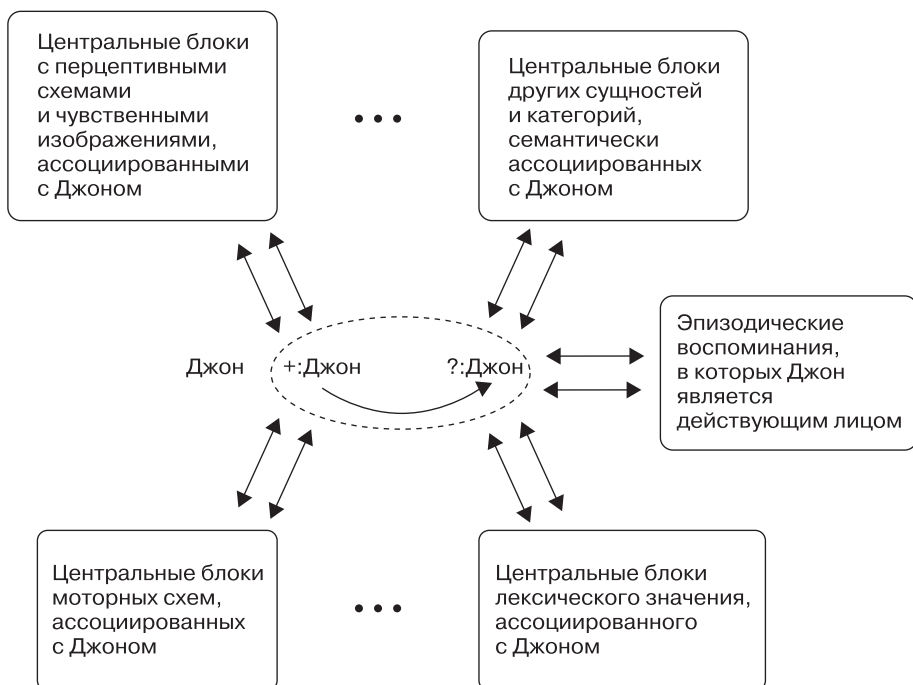 Центральные блоки
с перцептивными
схемами
и чувственными
изображениями,
ассоциированными
с Джоном
Центральные блоки
других сущностей
и категорий,
семантически
ассоциированных
с Джоном
Джон +:Джон ?:Джон
Эпизодические
воспоминания,
в которых Джон
является
действующим лицом
Центральные блоки
моторных схем,
ассоциированных
с Джоном
Центральные блоки
лексического значения,
ассоциированного
с Джоном